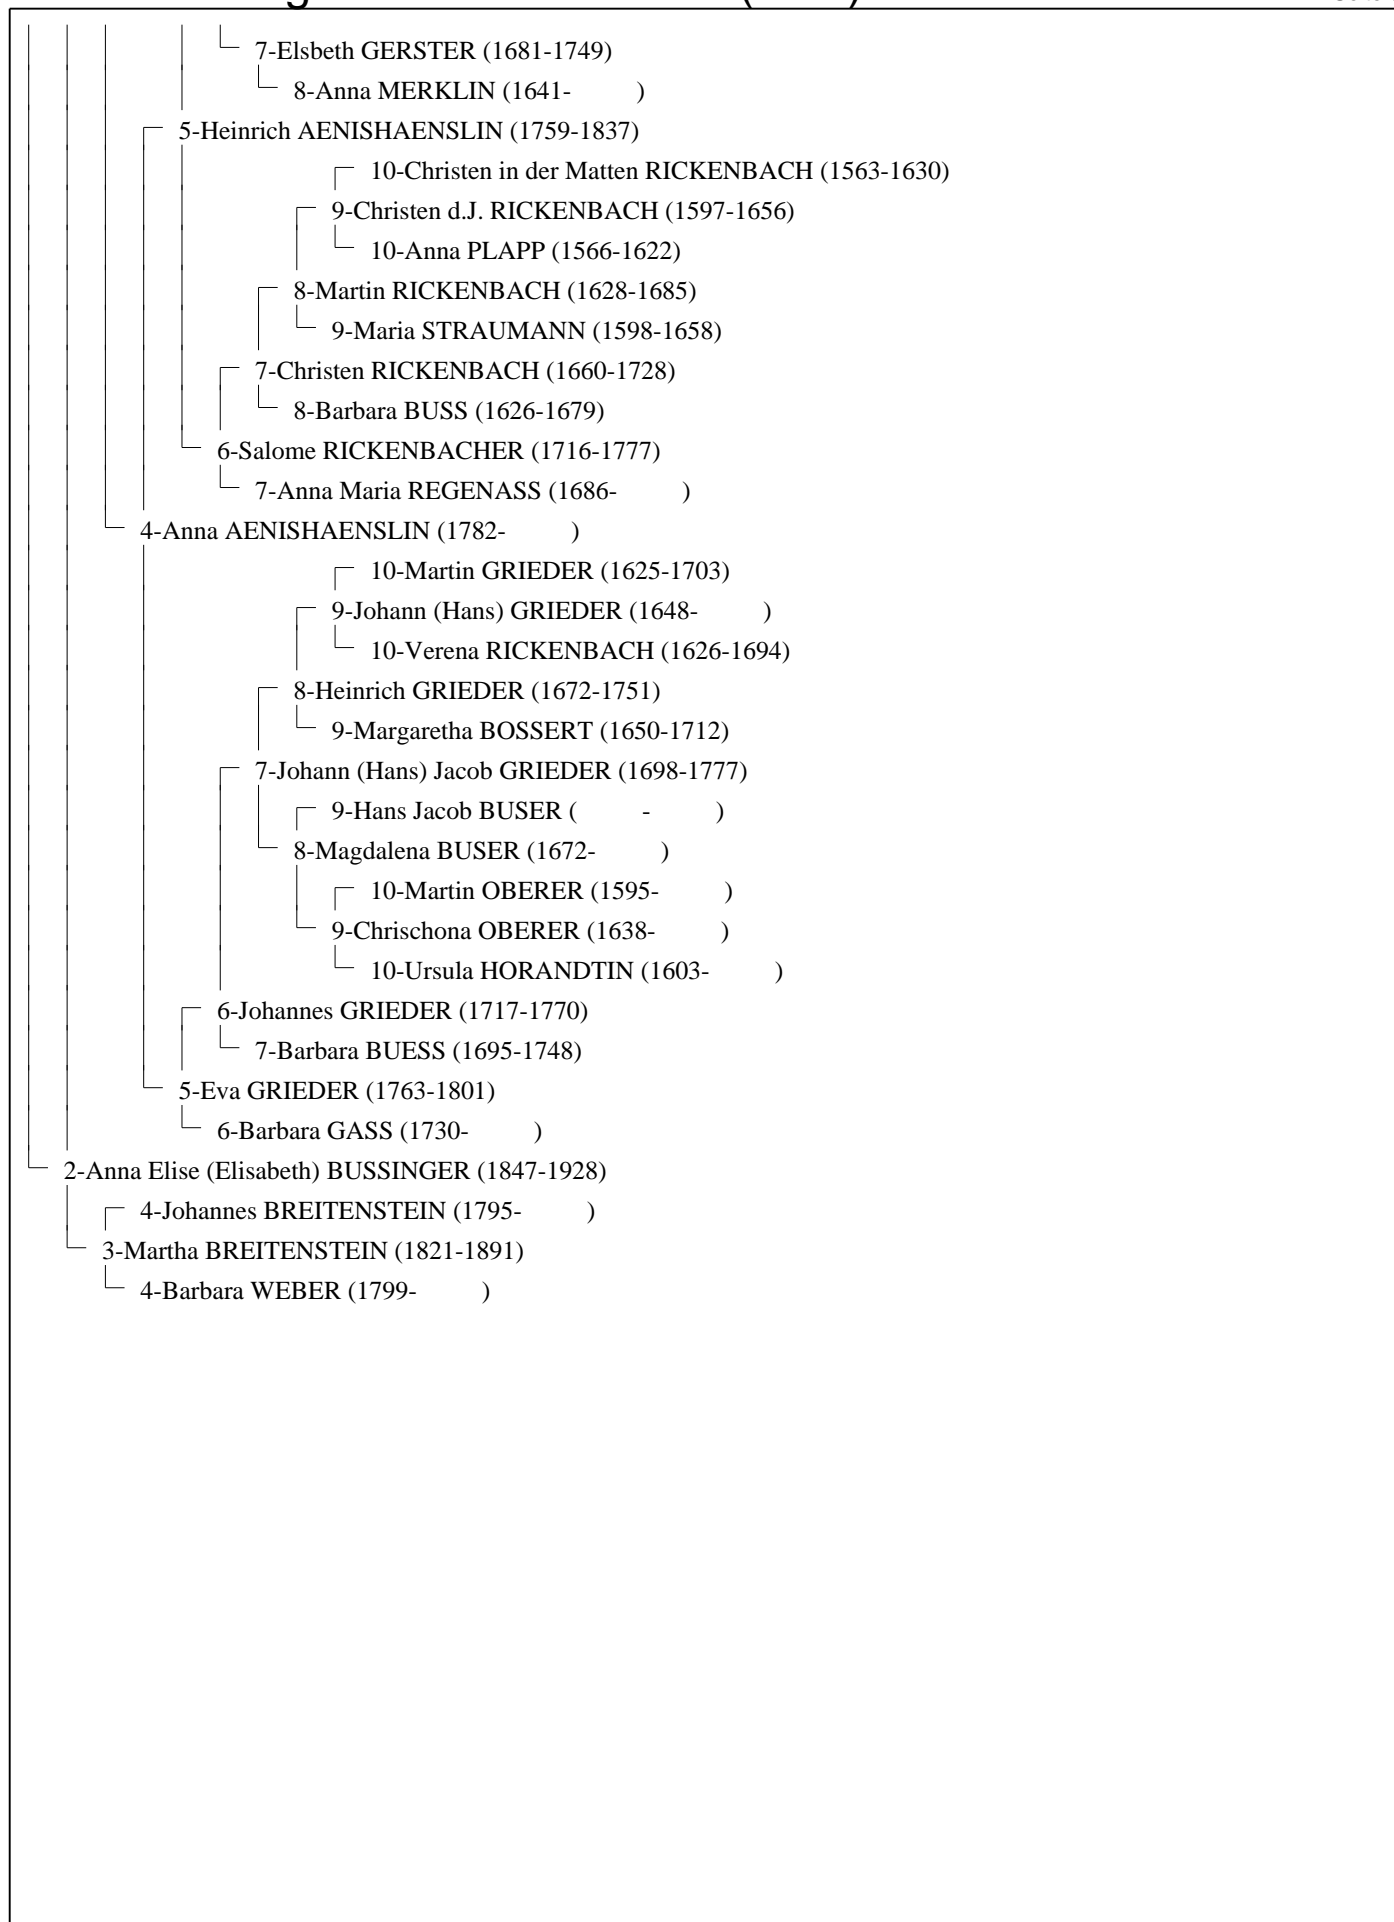 7-Elsbeth GERSTER (1681-1749)
8-Anna MERKLIN (1641- )
5-Heinrich AENISHAENSLIN (1759-1837)
10-Christen in der Matten RICKENBACH (1563-1630)
9-Christen d.J. RICKENBACH (1597-1656)
10-Anna PLAPP (1566-1622)
8-Martin RICKENBACH (1628-1685)
9-Maria STRAUMANN (1598-1658)
7-Christen RICKENBACH (1660-1728)
8-Barbara BUSS (1626-1679)
6-Salome RICKENBACHER (1716-1777)
7-Anna Maria REGENASS (1686- )
4-Anna AENISHAENSLIN (1782- )
10-Martin GRIEDER (1625-1703)
9-Johann (Hans) GRIEDER (1648- )
10-Verena RICKENBACH (1626-1694)
8-Heinrich GRIEDER (1672-1751)
9-Margaretha BOSSERT (1650-1712)
7-Johann (Hans) Jacob GRIEDER (1698-1777)
9-Hans Jacob BUSER ( - )
8-Magdalena BUSER (1672- )
10-Martin OBERER (1595- )
9-Chrischona OBERER (1638- )
10-Ursula HORANDTIN (1603- )
6-Johannes GRIEDER (1717-1770)
7-Barbara BUESS (1695-1748)
5-Eva GRIEDER (1763-1801)
6-Barbara GASS (1730- )
2-Anna Elise (Elisabeth) BUSSINGER (1847-1928)
4-Johannes BREITENSTEIN (1795- )
3-Martha BREITENSTEIN (1821-1891)
4-Barbara WEBER (1799- )